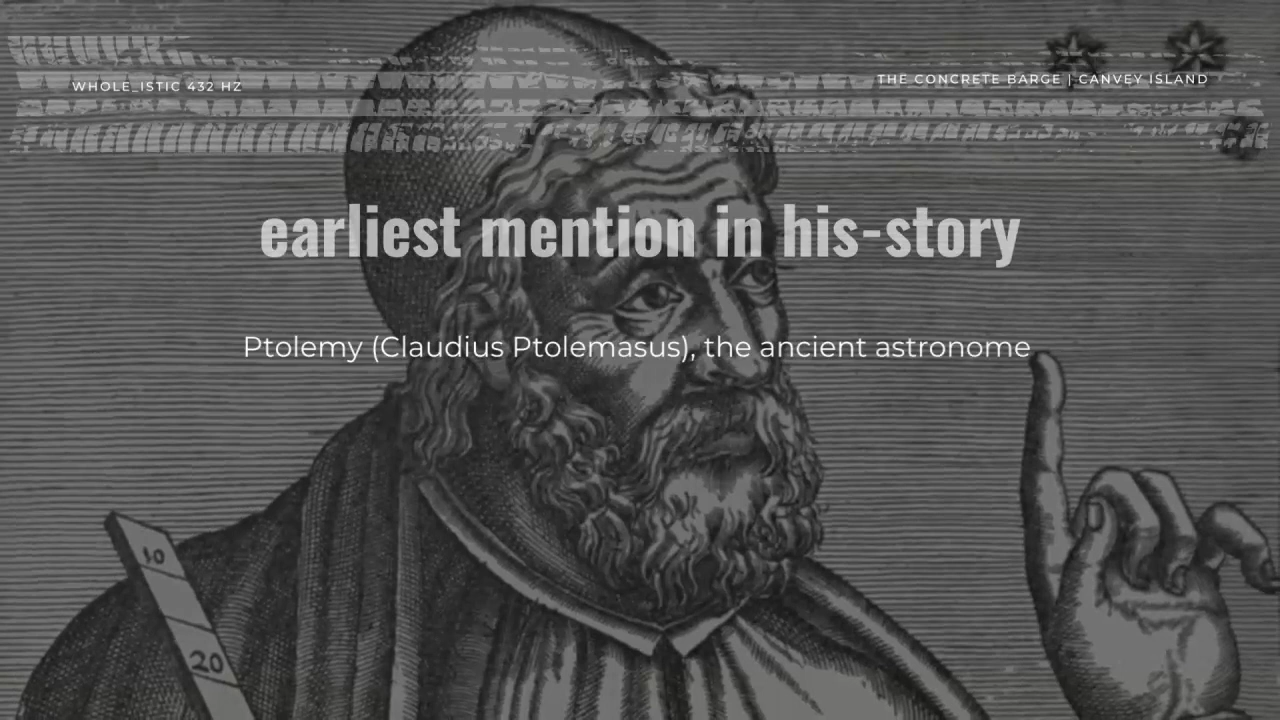 WHOLE_ISTIC 432 HZ
THE CONCRETE BARGE | CANVEY ISLAND
earliest mention in his-story
Ptolemy (Claudius Ptolemasus), the ancient astronome
10
20